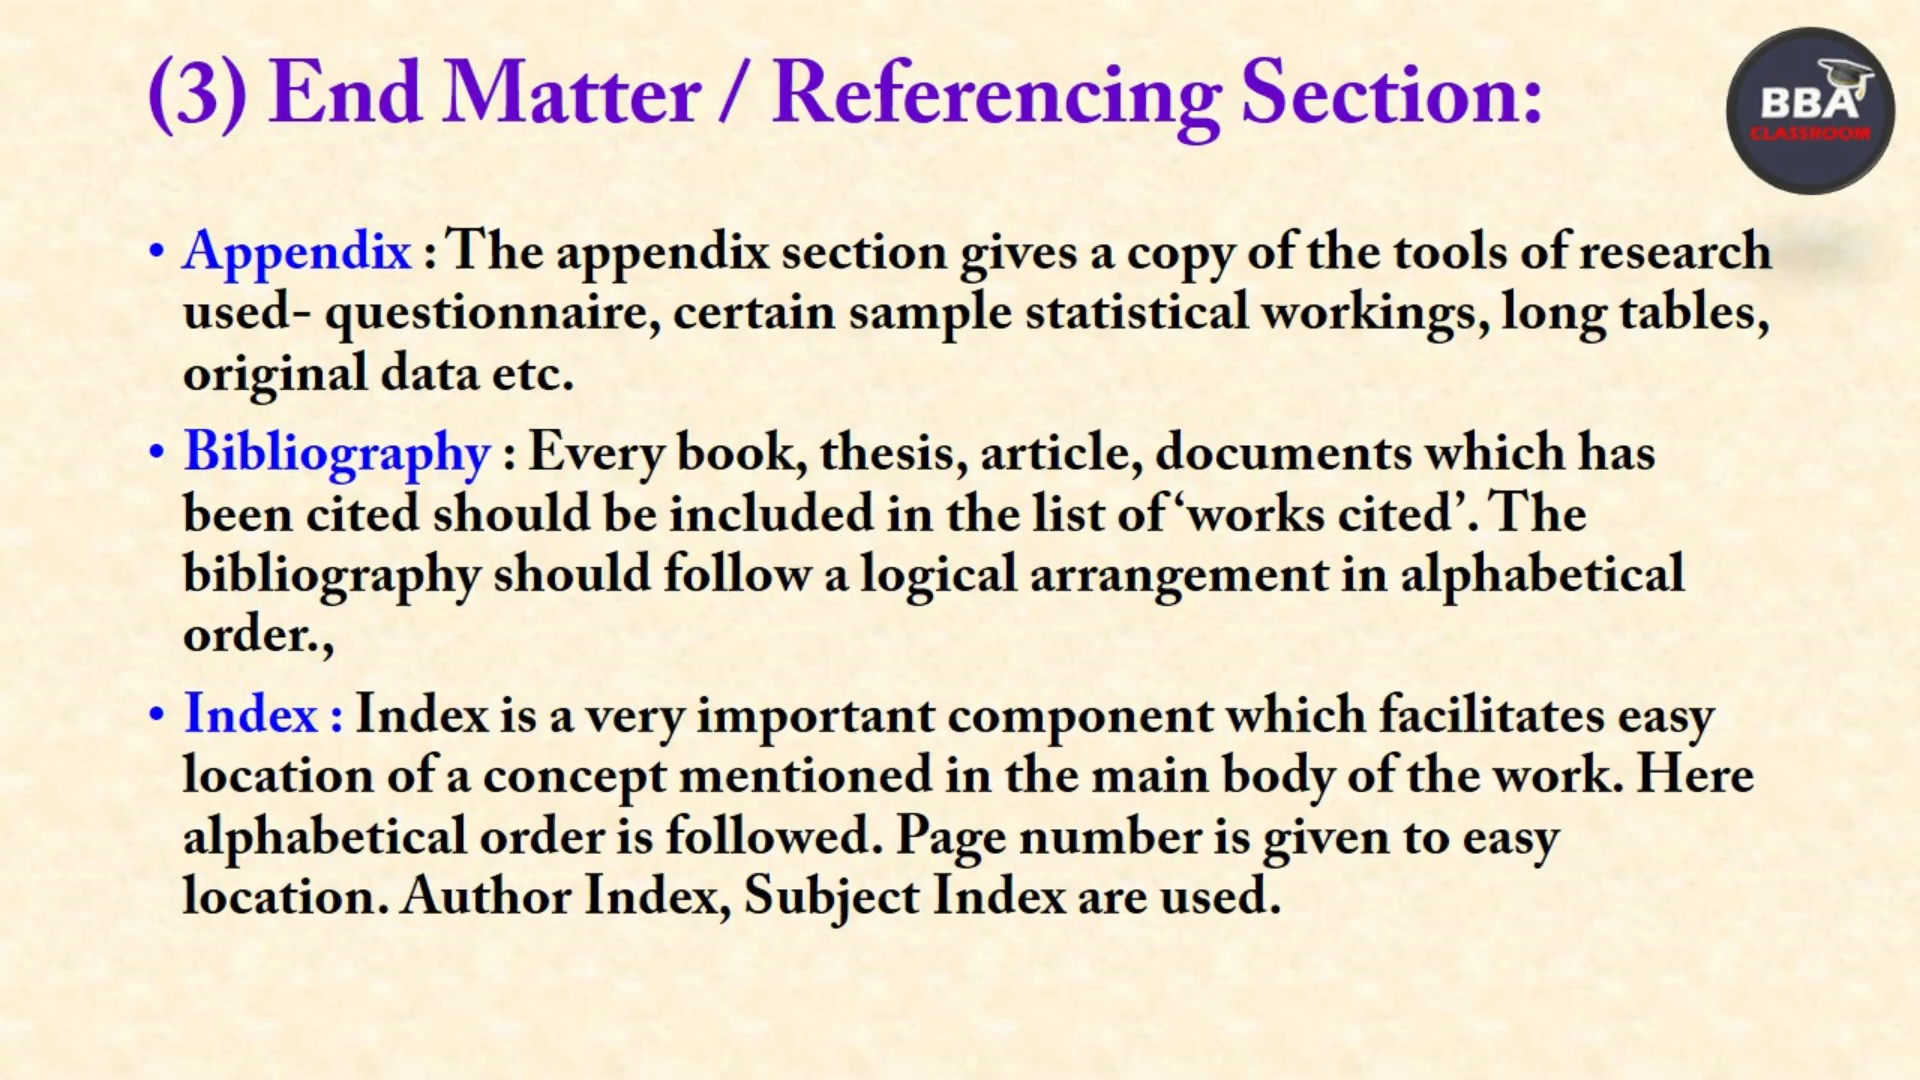 (3) End Matter / Referencing Section:
BBA
CLASSROOM
• Appendix : The appendix section gives a copy of the tools of research
used- questionnaire, certain sample statistical workings, long tables,
original data etc.
• Bibliography : Every book, thesis, article, documents which has
been cited should be included in the list of ‘works cited’. The
bibliography should follow a logical arrangement in alphabetical
order.,
• Index : Index is a very important component which facilitates easy
location of a concept mentioned in the main body of the work. Here
alphabetical order is followed. Page number is given to easy
location. Author Index, Subject Index are used.